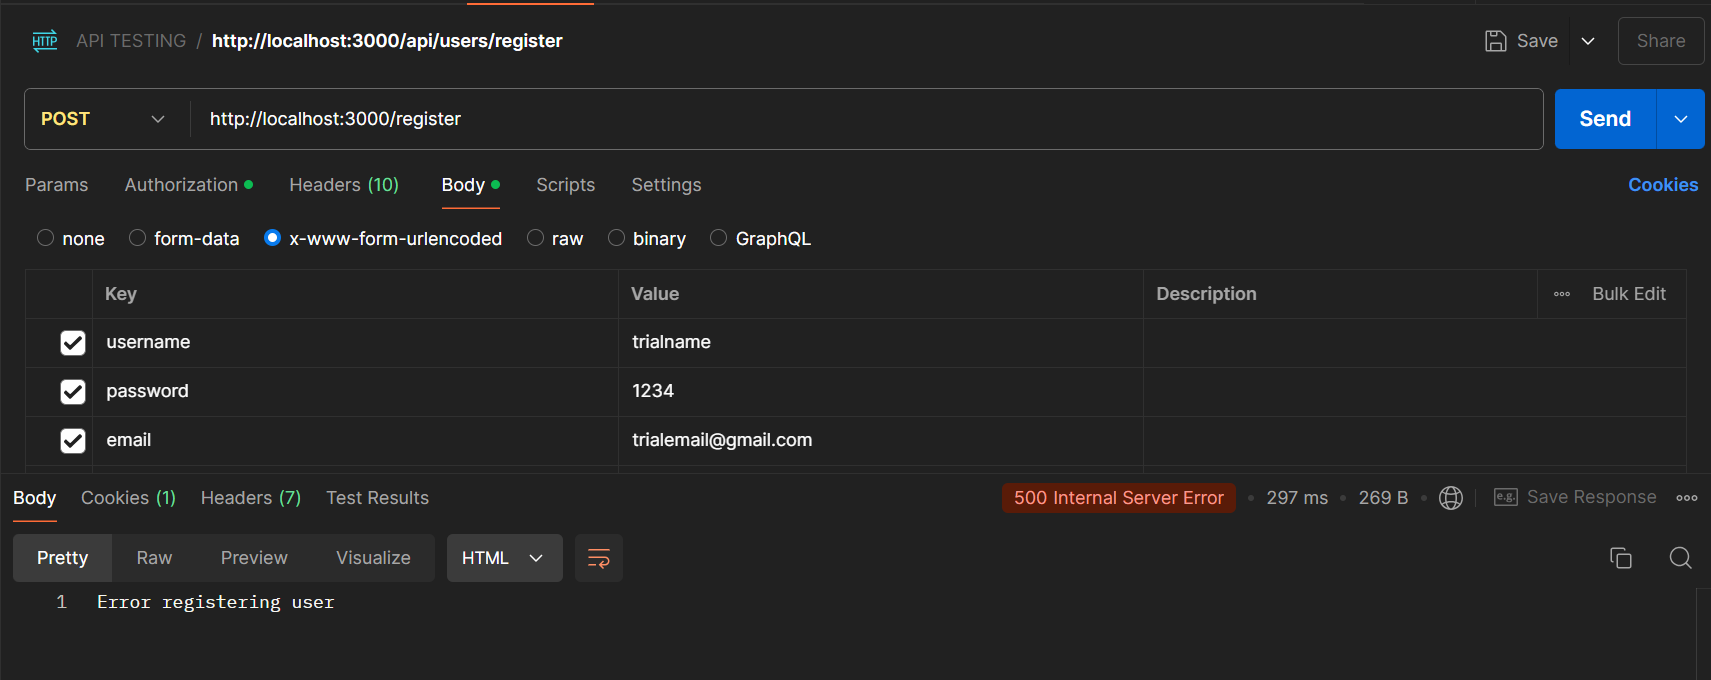 HTTP API TESTING / http://localhost:3000/api/users/register Save Share
POST http://localhost:3000/register Send
Params Authorization Headers (10) Body Scripts Settings Cookies
none form-data x-www-form-urlencoded raw binary GraphQL
Key Value Description Bulk Edit
username trialname
password 1234
email trialemail@gmail.com
Body Cookies (1) Headers (7) Test Results 500 Internal Server Error 297 ms 269 B e.g. Save Response
Pretty Raw Preview Visualize HTML
1 Error registering user